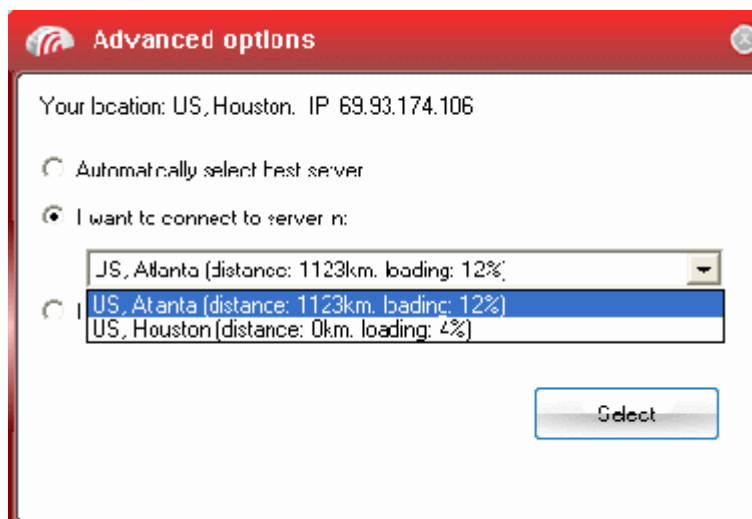 Advanced options
Your location: US, Houston. IP 69.93.174.106
Automatically select best server
I want to connect to server in:
US, Atlanta (distance: 1123km. loading: 12%)
US, Atlanta (distance: 1123km. loading: 12%)
US, Houston (distance: 0km. loading: 4%)
Select